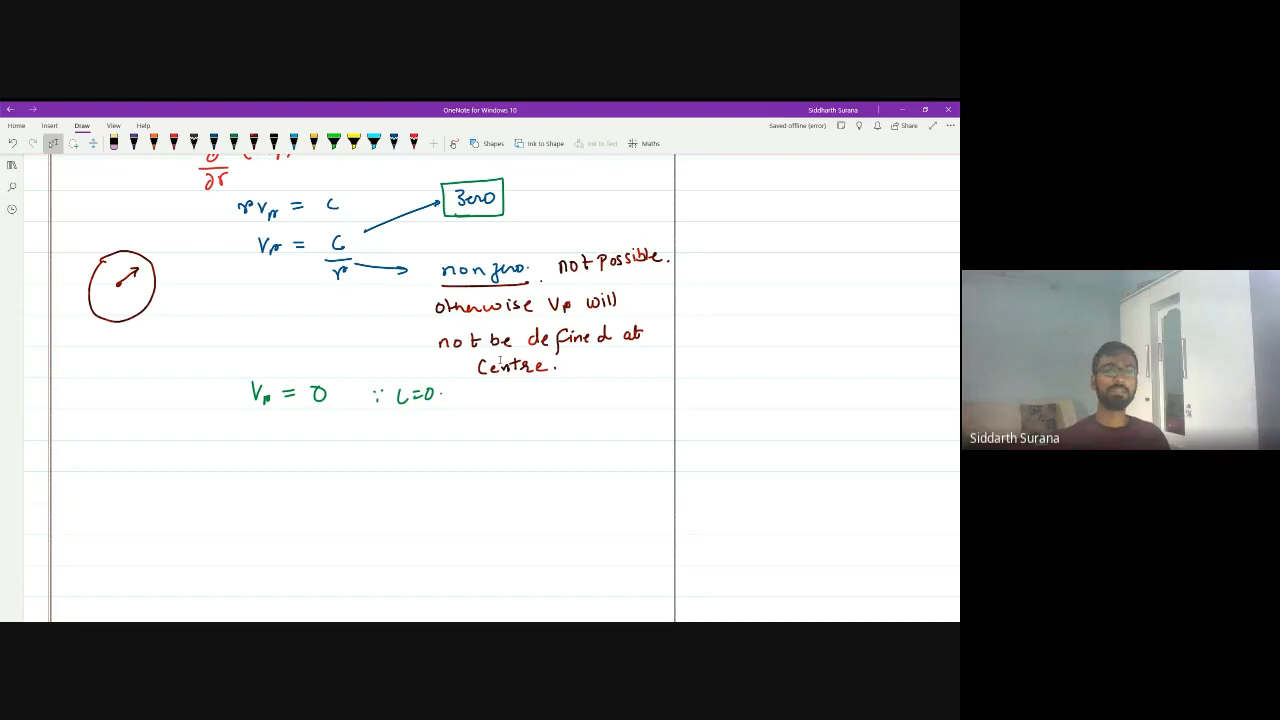 OneNote for Windows 10
Siddharth Surana
Home Insert Draw View Help
Saved offline (error) Share
Shapes Ink to Shape Ink to Text Maths
∂r
r vr = c
zero
vr = c/r
non zero. not possible.
otherwise vr will
not be defined at
centre.
Vr = 0 ∵ c=0.
Siddarth Surana